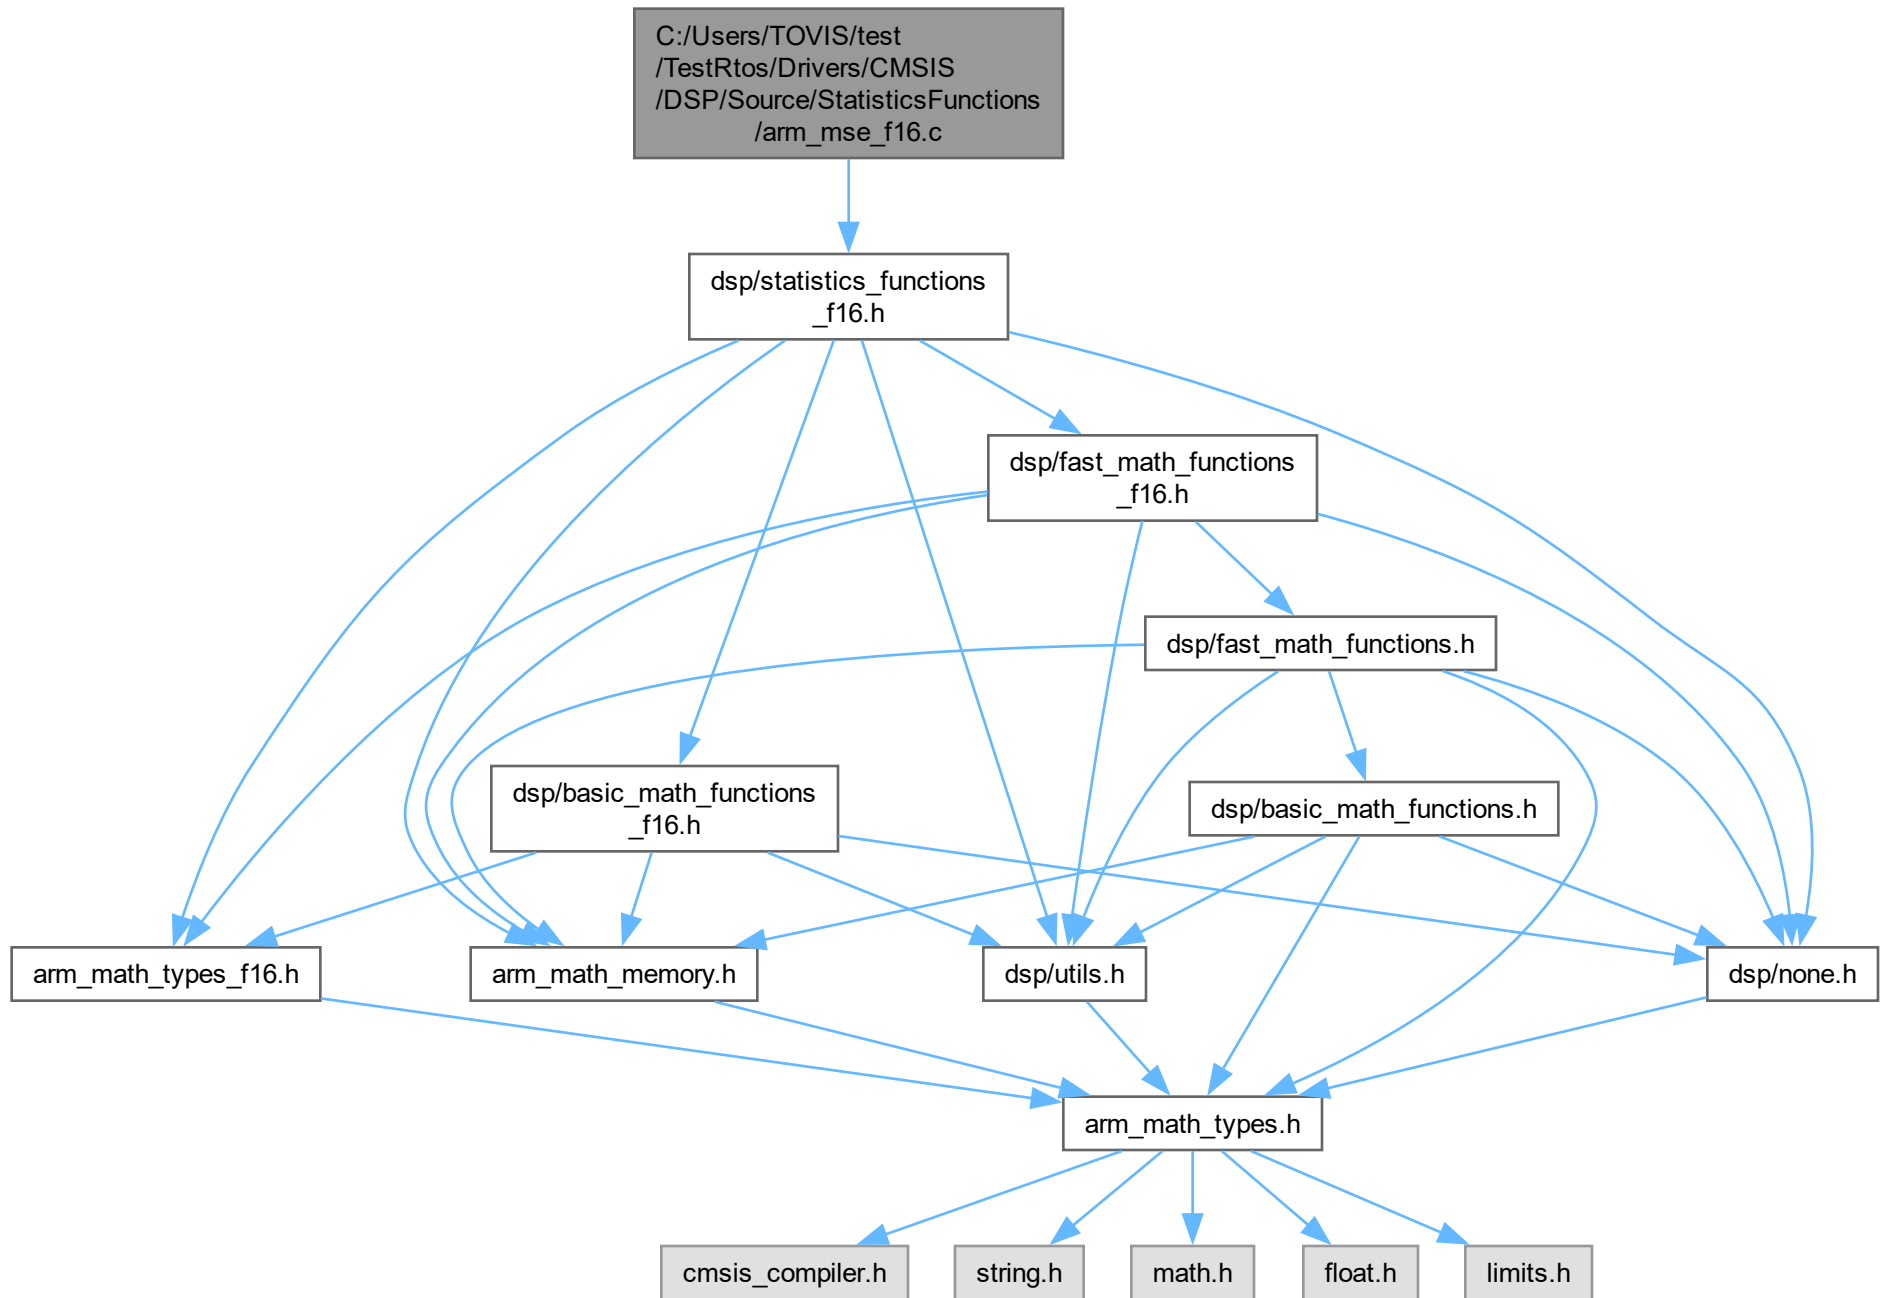 C:/Users/TOVIS/test
/TestRtos/Drivers/CMSIS
/DSP/Source/StatisticsFunctions
/arm_mse_f16.c
dsp/statistics_functions
_f16.h
dsp/fast_math_functions
_f16.h
dsp/fast_math_functions.h
dsp/basic_math_functions
_f16.h
dsp/basic_math_functions.h
arm_math_types_f16.h
arm_math_memory.h
dsp/utils.h
dsp/none.h
arm_math_types.h
cmsis_compiler.h
string.h
math.h
float.h
limits.h